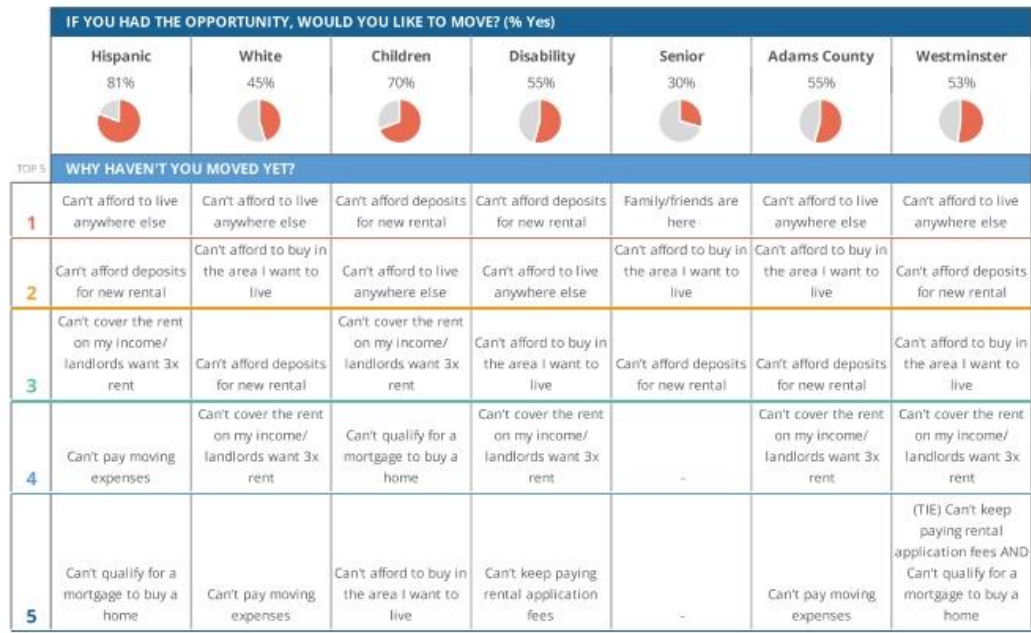 IF YOU HAD THE OPPORTUNITY, WOULD YOU LIKE TO MOVE? (% Yes)
Hispanic White Children Disability Senior Adams County Westminster
81% 45% 70% 55% 30% 55% 53%
TOP 5 WHY HAVEN'T YOU MOVED YET?
1
Can't afford to live
anywhere else
Can't afford to live
anywhere else
Can't afford deposits
for new rental
Can't afford deposits
for new rental
Family/friends are
here
Can't afford to live
anywhere else
Can't afford to live
anywhere else
2
Can't afford deposits
for new rental
Can't afford to buy in
the area I want to
live
Can't afford to live
anywhere else
Can't afford to live
anywhere else
Can't afford to buy in
the area I want to
live
Can't afford to buy in
the area I want to
live
Can't afford deposits
for new rental
3
Can't cover the rent
on my income/
landlords want 3x
rent
Can't afford deposits
for new rental
Can't cover the rent
on my income/
landlords want 3x
rent
Can't afford to buy in
the area I want to
live
Can't afford deposits
for new rental
Can't afford deposits
for new rental
Can't afford to buy in
the area I want to
live
4
Can't pay moving
expenses
Can't cover the rent
on my income/
landlords want 3x
rent
Can't qualify for a
mortgage to buy a
home
Can't cover the rent
on my income/
landlords want 3x
rent
-
Can't cover the rent
on my income/
landlords want 3x
rent
Can't cover the rent
on my income/
landlords want 3x
rent
5
Can't qualify for a
mortgage to buy a
home
Can't pay moving
expenses
Can't afford to buy in
the area I want to
live
Can't keep paying
rental application
fees
-
Can't pay moving
expenses
(TIE) Can't keep
paying rental
application fees AND
Can't qualify for a
mortgage to buy a
home